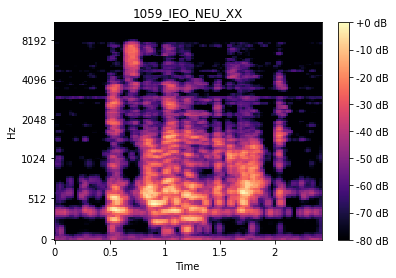 1059_IEO_NEU_XX
+0 dB
8192
-10 dB
4096
-20 dB
-30 dB
2048
Hz
-40 dB
1024
-50 dB
-60 dB
512
-70 dB
0
-80 dB
0 0.5 1 1.5 2
Time